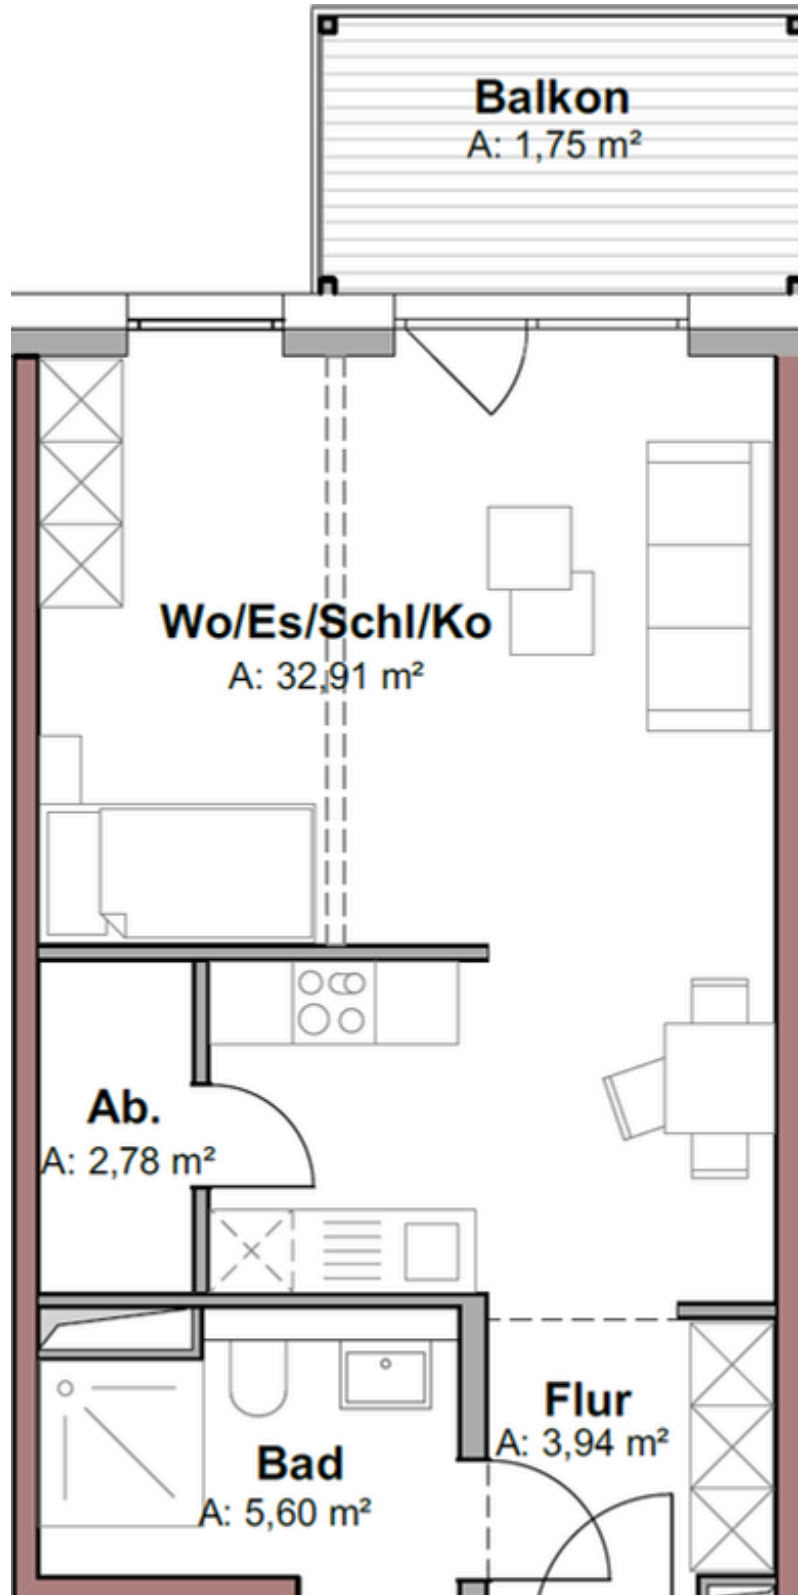 Balkon
A: 1,75 m²
Wo/Es/Schl/Ko
A: 32,91 m²
Ab.
A: 2,78 m²
Flur
A: 3,94 m²
Bad
A: 5,60 m²